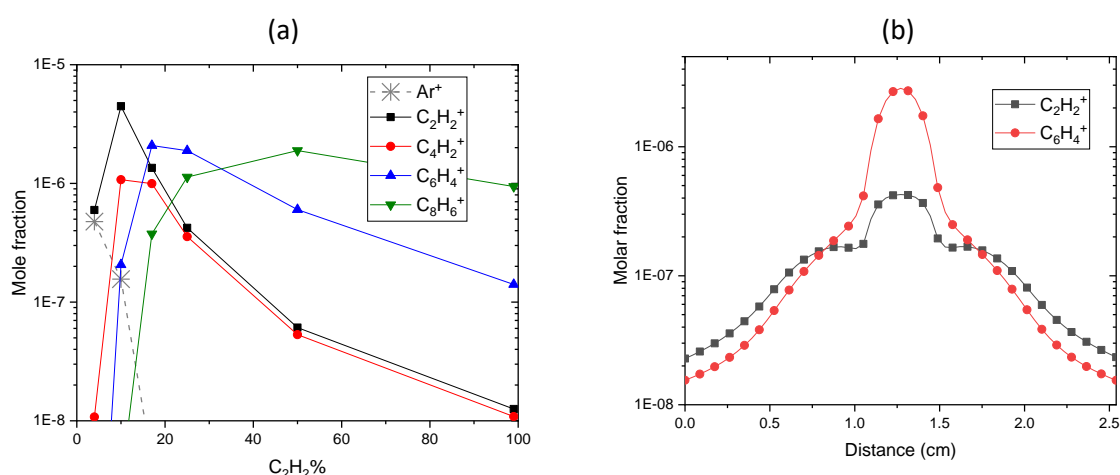 (a)
1E-5
1E-6
1E-7
1E-8
Mole fraction
0
20
40
60
80
100
C₂H₂%
Ar⁺
C₂H₂⁺
C₄H₂⁺
C₆H₄⁺
C₈H₆⁺
(b)
1E-06
1E-07
1E-08
Molar fraction
0.0
0.5
1.0
1.5
2.0
2.5
Distance (cm)
C₂H₂⁺
C₆H₄⁺